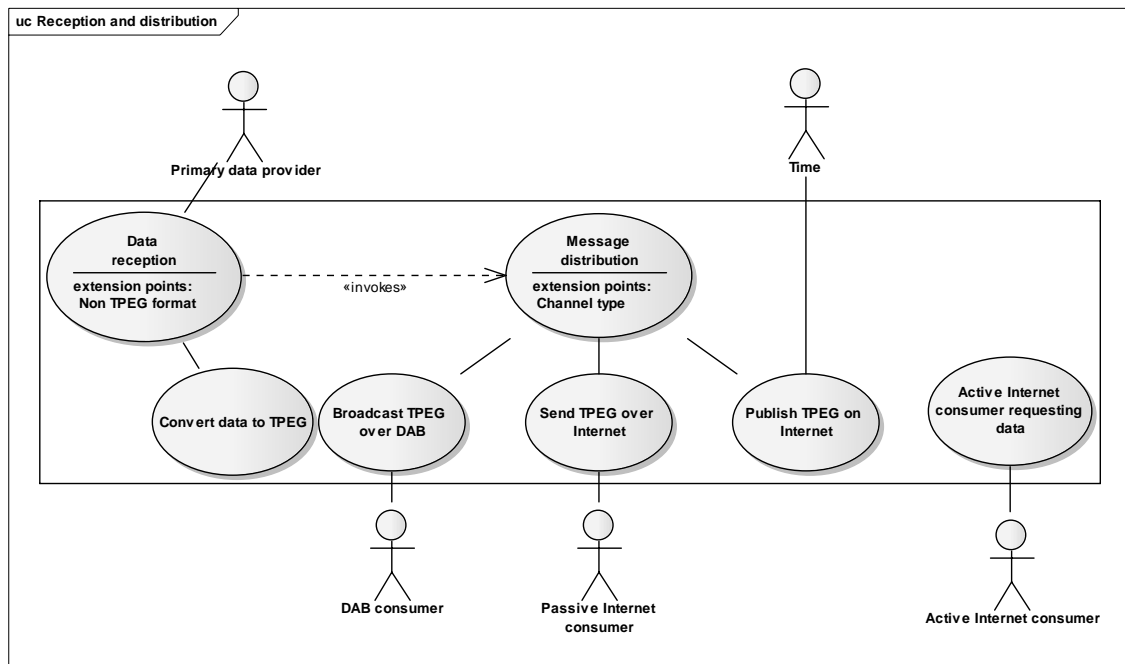 uc Reception and distribution
Primary data provider
Time
Data
reception
extension points:
Non TPEG format
«invokes»
Message
distribution
extension points:
Channel type
Convert data to TPEG
Broadcast TPEG
over DAB
Send TPEG over
Internet
Publish TPEG on
Internet
Active Internet
consumer requesting
data
DAB consumer
Passive Internet
consumer
Active Internet consumer